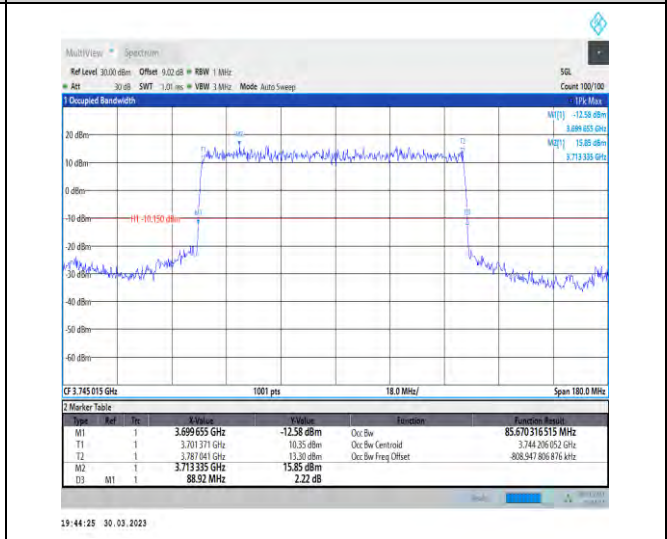 MultiView Spectrum
Ref Level 30.00 dBm Offset 9.02 dB RBW 1 MHz SGL
Att 30 dB SWT 1.01 ms VBW 3 MHz Mode Auto Sweep Count 100/100
1 Occupied Bandwidth 1Pk Max
M1[1] -12.58 dBm
3.699 655 GHz
M2[1] 15.85 dBm
3.713 335 GHz
20 dBm
M2
T1
T2
10 dBm
0 dBm
-10 dBm
H1 -10.150 dBm
M1
D3
-20 dBm
-30 dBm
-40 dBm
-50 dBm
-60 dBm
CF 3.745 015 GHz 1001 pts 18.0 MHz/ Span 180.0 MHz
2 Marker Table
Type Ref Trc X-Value Y-Value Function Function Result
M1 1 3.699 655 GHz -12.58 dBm Occ Bw 85.670 316 515 MHz
T1 1 3.701 371 GHz 10.35 dBm Occ Bw Centroid 3.744 206 052 GHz
T2 1 3.787 041 GHz 13.30 dBm Occ Bw Freq Offset -808.947 806 876 kHz
M2 1 3.713 335 GHz 15.85 dBm
D3 M1 1 88.92 MHz 2.22 dB
19:44:25 30.03.2023